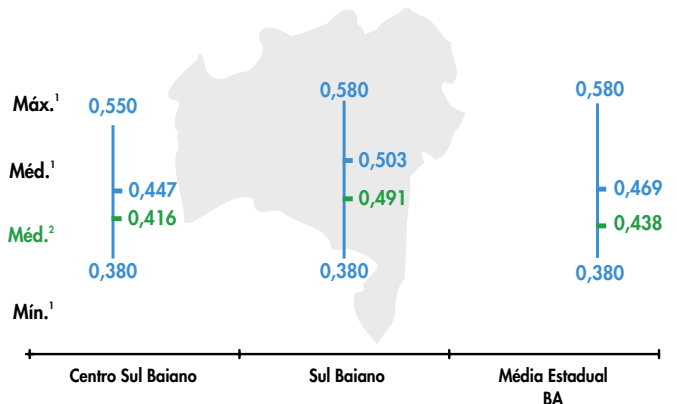 Máx.¹
0,550
0,580
0,580
Méd.¹
0,447
0,503
0,469
Méd.²
0,416
0,491
0,438
0,380
0,380
0,380
Mín.¹
Centro Sul Baiano
Sul Baiano
Média Estadual
BA